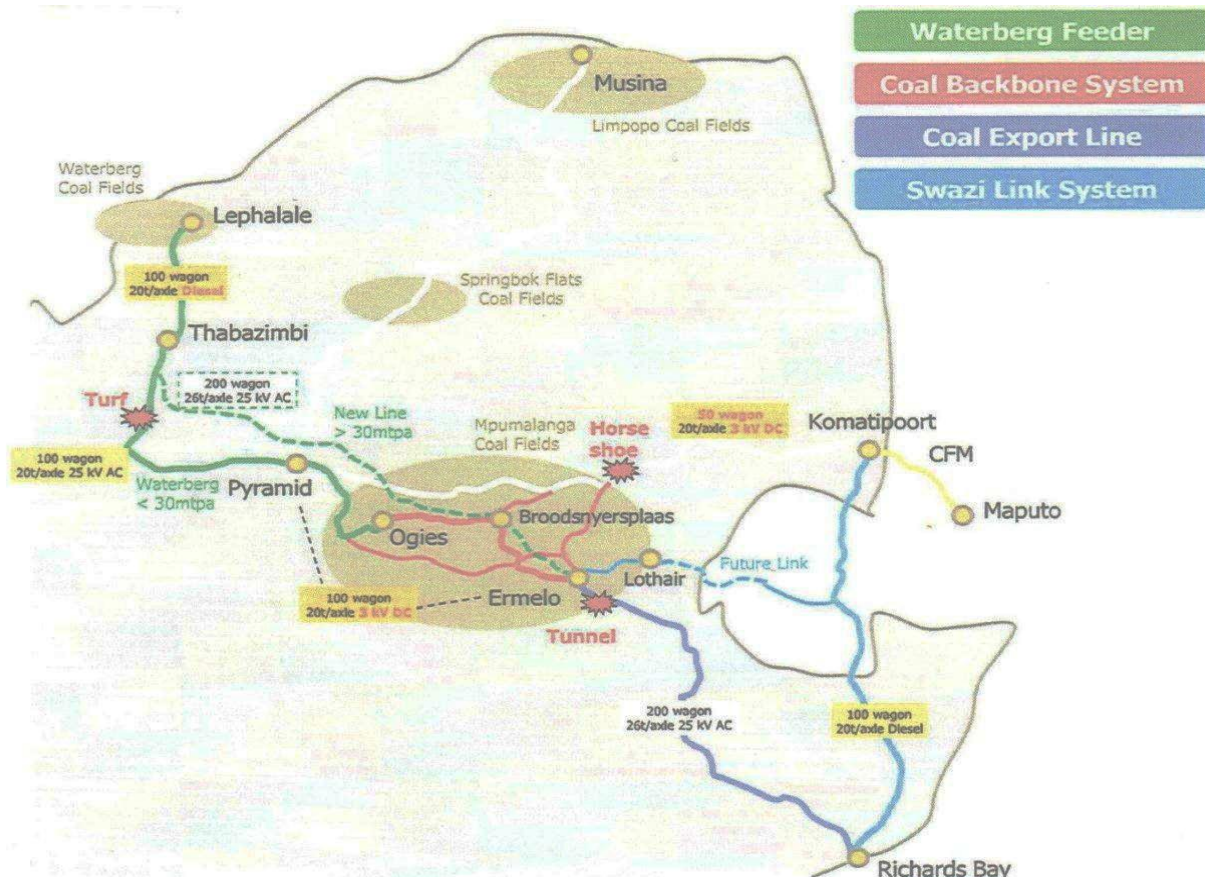 Waterberg Feeder
Coal Backbone System
Coal Export Line
Swazi Link System
Musina
Limpopo Coal Fields
Waterberg
Coal Fields
Lephalale
100 wagon
20t/axle Diesel
Springbok Flats
Coal Fields
Thabazimbi
200 wagon
26t/axle 25 kV AC
Turf
New Line
> 30mtpa
Mpumalanga
Coal Fields
Horse
shoe
50 wagon
20t/axle 3 kV DC
Komatipoort
CFM
Maputo
100 wagon
20t/axle 25 kV AC
Waterberg
< 30mtpa
Pyramid
Ogies
Broodsnyersplaas
Lothair
Future Link
Ermelo
100 wagon
20t/axle 3 kV DC
Tunnel
200 wagon
26t/axle 25 kV AC
100 wagon
20t/axle Diesel
Richards Bay